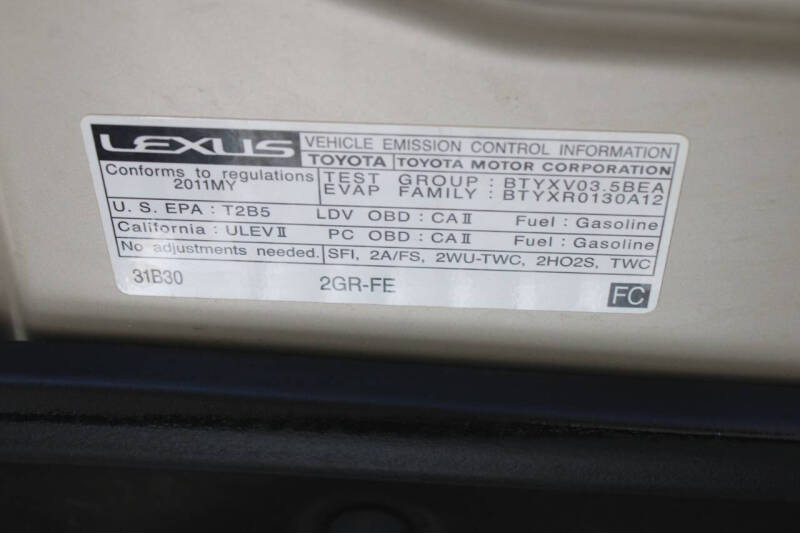 LEXUS VEHICLE EMISSION CONTROL INFORMATION
TOYOTA TOYOTA MOTOR CORPORATION
Conforms to regulations
2011MY
TEST GROUP : BTYXV03.5BEA
EVAP FAMILY : BTYXR0130A12
U. S. EPA : T2B5 LDV OBD : CAⅡ Fuel : Gasoline
California : ULEVⅡ PC OBD : CAⅡ Fuel : Gasoline
No adjustments needed. SFI, 2A/FS, 2WU-TWC, 2HO2S, TWC
31B30 2GR-FE FC